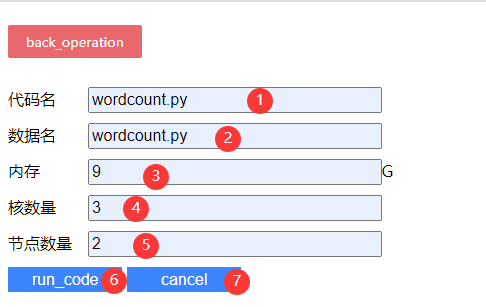 back_operation
代码名 wordcount.py 1
数据名 wordcount.py 2
内存 9 3 G
核数量 3 4
节点数量 2 5
run_code 6 cancel 7